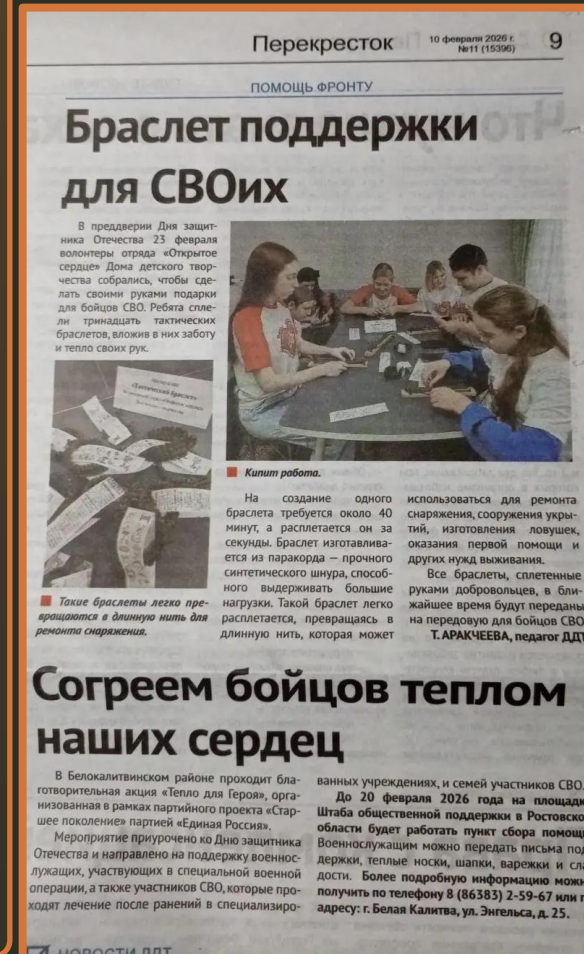 Перекресток
10 февраля 2026 г.
№11 (15396)
9
ПОМОЩЬ ФРОНТУ
Браслет поддержки
для СВОих
В преддверии Дня защит-
ника Отечества 23 февраля
волонтеры отряда «Открытое
сердце» Дома детского твор-
чества собрались, чтобы сде-
лать своими руками подарки
для бойцов СВО. Ребята спле-
ли тринадцать тактических
браслетов, вложив в них заботу
и тепло своих рук.
«Тактический браслет»
Такие браслеты легко пре-
вращаются в длинную нить для
ремонта снаряжения.
Кипит работа.
На создание одного
браслета требуется около 40
минут, а расплетается он за
секунды. Браслет изготавлива-
ется из паракорда — прочного
синтетического шнура, способ-
ного выдерживать большие
нагрузки. Такой браслет легко
расплетается, превращаясь в
длинную нить, которая может
использоваться для ремонта
снаряжения, сооружения укры-
тий, изготовления ловушек,
оказания первой помощи и
других нужд выживания.
Все браслеты, сплетенные
руками добровольцев, в бли-
жайшее время будут переданы
на передовую для бойцов СВО
Т. АРАКЧЕЕВА, педагог ДДТ
Согреем бойцов теплом
наших сердец
В Белокалитвинском районе проходит бла-
готворительная акция «Тепло для Героя», орга-
низованная в рамках партийного проекта «Стар-
шее поколение» партией «Единая Россия».
Мероприятие приурочено ко Дню защитника
Отечества и направлено на поддержку военнос-
лужащих, участвующих в специальной военной
операции, а также участников СВО, которые про-
ходят лечение после ранений в специализиро-
ванных учреждениях, и семей участников СВО.
До 20 февраля 2026 года на площадк
Штаба общественной поддержки в Ростовско
области будет работать пункт сбора помощи
Военнослужащим можно передать письма под
держки, теплые носки, шапки, варежки и сла
дости. Более подробную информацию можн
получить по телефону 8 (86383) 2-59-67 или п
адресу: г. Белая Калитва, ул. Энгельса, д. 25.
НОВОСТИ ДДТ